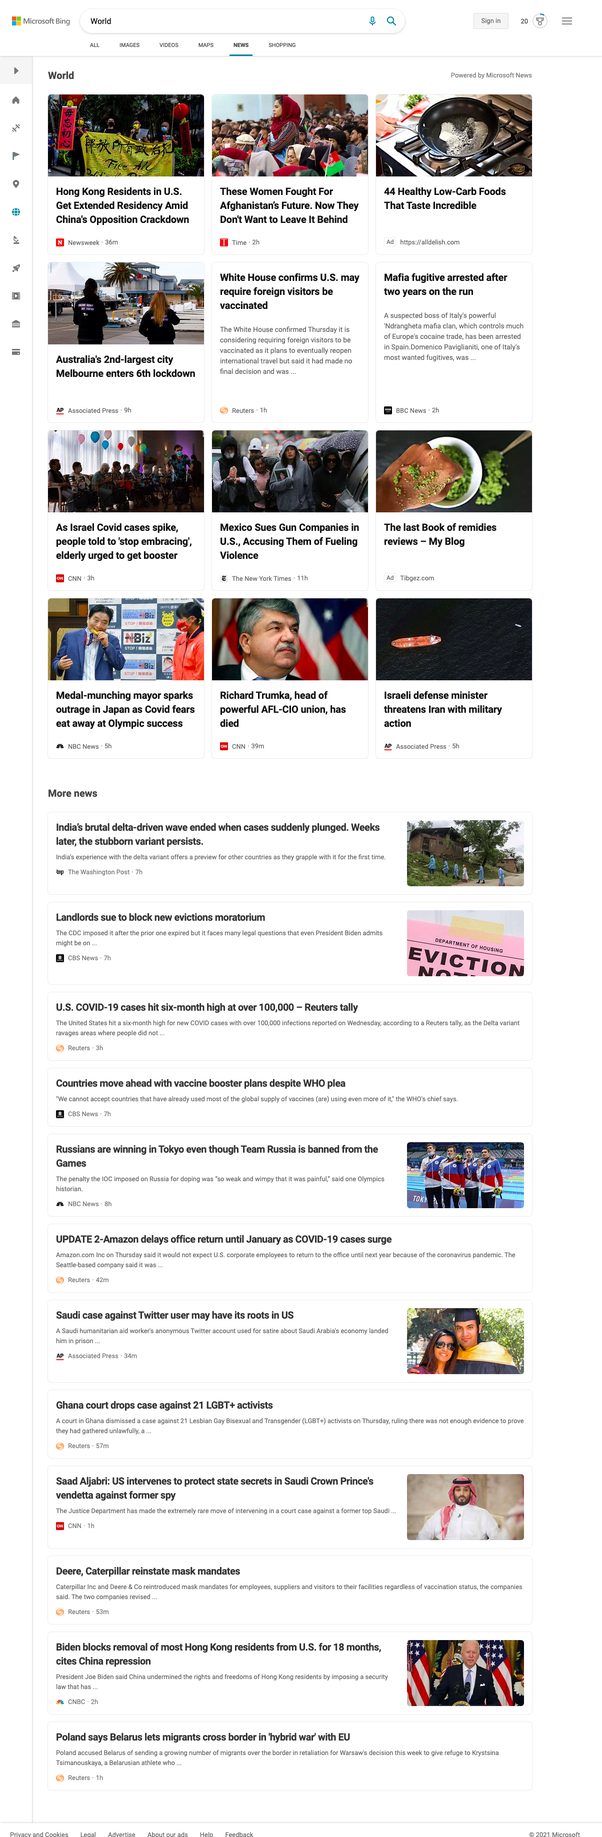 Microsoft Bing
World
Sign in
20
ALL
IMAGES
VIDEOS
MAPS
NEWS
SHOPPING
World
Powered by Microsoft News
Hong Kong Residents in U.S.
Get Extended Residency Amid
China's Opposition Crackdown
Newsweek · 36m
These Women Fought For
Afghanistan's Future. Now They
Don't Want to Leave It Behind
Time · 2h
44 Healthy Low-Carb Foods
That Taste Incredible
Ad https://alldelish.com
Australia's 2nd-largest city
Melbourne enters 6th lockdown
AP Associated Press · 9h
White House confirms U.S. may
require foreign visitors to be
vaccinated
The White House confirmed Thursday it is
considering requiring foreign visitors to be
vaccinated as it plans to eventually reopen
international travel but said it had made no
final decision and was ...
Reuters · 1h
Mafia fugitive arrested after
two years on the run
A suspected boss of Italy's powerful
'Ndrangheta mafia clan, which controls much
of Europe's cocaine trade, has been arrested
in Spain.Domenico Paviglianiti, one of Italy's
most wanted fugitives, was ...
BBC News · 2h
As Israel Covid cases spike,
people told to 'stop embracing',
elderly urged to get booster
CNN · 3h
Mexico Sues Gun Companies in
U.S., Accusing Them of Fueling
Violence
The New York Times · 11h
The last Book of remidies
reviews – My Blog
Ad Tibgez.com
NBiz
NBiz
Medal-munching mayor sparks
outrage in Japan as Covid fears
eat away at Olympic success
NBC News · 5h
Richard Trumka, head of
powerful AFL-CIO union, has
died
CNN · 39m
Israeli defense minister
threatens Iran with military
action
AP Associated Press · 5h
More news
India's brutal delta-driven wave ended when cases suddenly plunged. Weeks
later, the stubborn variant persists.
India's experience with the delta variant offers a preview for other countries as they grapple with it for the first time.
wp The Washington Post · 7h
Landlords sue to block new evictions moratorium
The CDC imposed it after the prior one expired but it faces many legal questions that even President Biden admits
might be on ...
CBS News · 7h
DEPARTMENT OF HOUSING
EVICTION
U.S. COVID-19 cases hit six-month high at over 100,000 – Reuters tally
The United States hit a six-month high for new COVID cases with over 100,000 infections reported on Wednesday, according to a Reuters tally, as the Delta variant
ravages areas where people did not ...
Reuters · 3h
Countries move ahead with vaccine booster plans despite WHO plea
"We cannot accept countries that have already used most of the global supply of vaccines (are) using even more of it," the WHO's chief says.
CBS News · 7h
Russians are winning in Tokyo even though Team Russia is banned from the
Games
The penalty the IOC imposed on Russia for doping was "so weak and wimpy that it was painful," said one Olympics
historian.
NBC News · 8h
TOKYO
UPDATE 2-Amazon delays office return until January as COVID-19 cases surge
Amazon.com Inc on Thursday said it would not expect U.S. corporate employees to return to the office until next year because of the coronavirus pandemic. The
Seattle-based company said it was ...
Reuters · 42m
Saudi case against Twitter user may have its roots in US
A Saudi humanitarian aid worker's anonymous Twitter account used for satire about Saudi Arabia's economy landed
him in prison ...
AP Associated Press · 34m
Ghana court drops case against 21 LGBT+ activists
A court in Ghana dismissed a case against 21 Lesbian Gay Bisexual and Transgender (LGBT+) activists on Thursday, ruling there was not enough evidence to prove
they had gathered unlawfully, a ...
Reuters · 57m
Saad Aljabri: US intervenes to protect state secrets in Saudi Crown Prince's
vendetta against former spy
The Justice Department has made the extremely rare move of intervening in a court case against a former top Saudi ...
CNN · 1h
Deere, Caterpillar reinstate mask mandates
Caterpillar Inc and Deere & Co reintroduced mask mandates for employees, suppliers and visitors to their facilities regardless of vaccination status, the companies
said. The two companies revised ...
Reuters · 53m
Biden blocks removal of most Hong Kong residents from U.S. for 18 months,
cites China repression
President Joe Biden said China undermined the rights and freedoms of Hong Kong residents by imposing a security
law that has ...
CNBC · 2h
Poland says Belarus lets migrants cross border in 'hybrid war' with EU
Poland accused Belarus of sending a growing number of migrants over the border in retaliation for Warsaw's decision this week to give refuge to Krystsina
Tsimanouskaya, a Belarusian athlete who ...
Reuters · 1h
Privacy and Cookies
Legal
Advertise
About our ads
Help
Feedback
© 2021 Microsoft